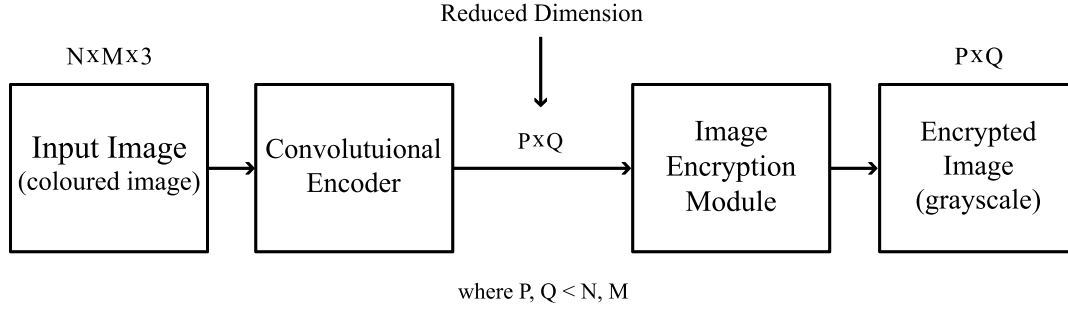 Reduced Dimension
NxMx3
PxQ
Input Image
(coloured image)
Convolutuional
Encoder
PxQ
Image
Encryption
Module
Encrypted
Image
(grayscale)
where P, Q < N, M